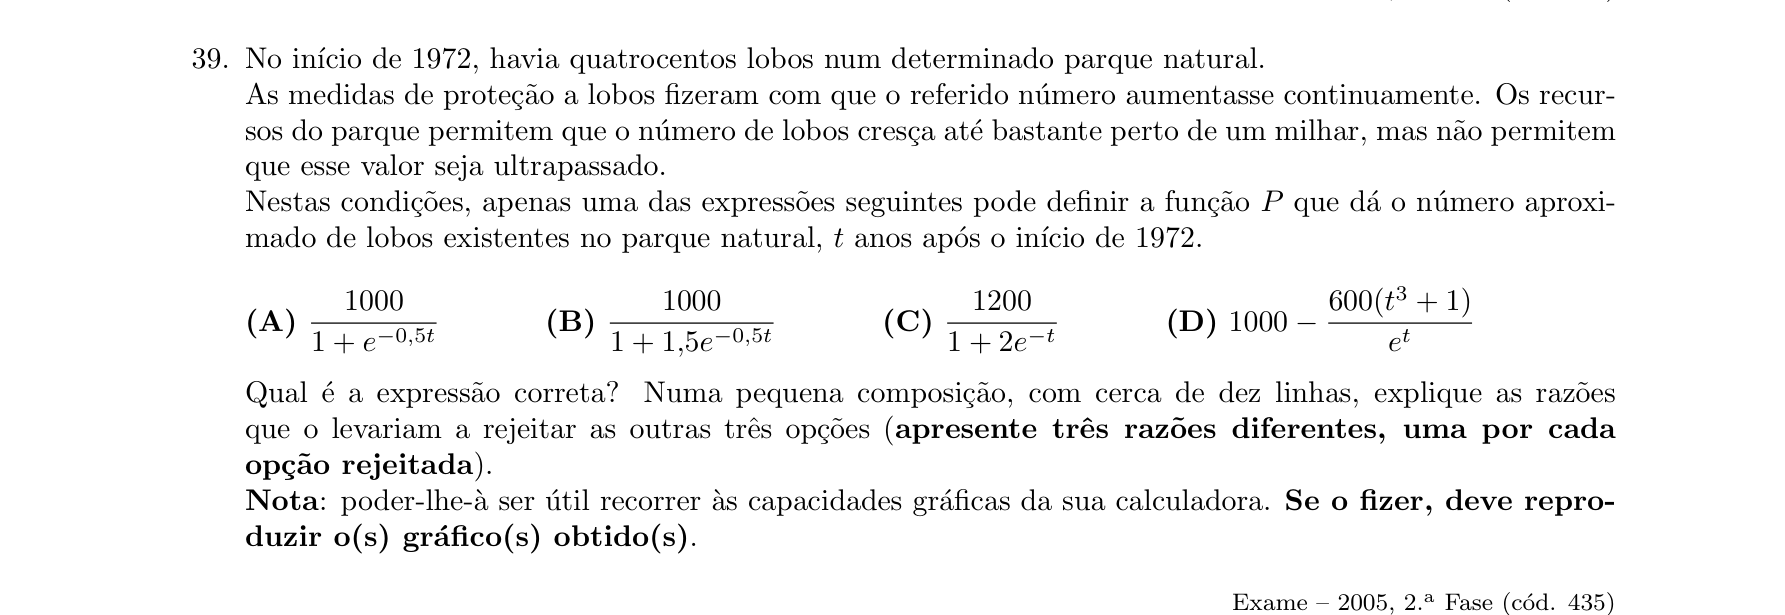 39. No início de 1972, havia quatrocentos lobos num determinado parque natural.
As medidas de proteção a lobos fizeram com que o referido número aumentasse continuamente. Os recur-
sos do parque permitem que o número de lobos cresça até bastante perto de um milhar, mas não permitem
que esse valor seja ultrapassado.
Nestas condições, apenas uma das expressões seguintes pode definir a função P que dá o número aproxi-
mado de lobos existentes no parque natural, t anos após o início de 1972.
(A) \frac{1000}{1 + e^{-0,5t}} (B) \frac{1000}{1 + 1,5e^{-0,5t}} (C) \frac{1200}{1 + 2e^{-t}} (D) 1000 − \frac{600(t^3 + 1)}{e^t}
Qual é a expressão correta? Numa pequena composição, com cerca de dez linhas, explique as razões
que o levariam a rejeitar as outras três opções (apresente três razões diferentes, uma por cada
opção rejeitada).
Nota: poder-lhe-à ser útil recorrer às capacidades gráficas da sua calculadora. Se o fizer, deve repro-
duzir o(s) gráfico(s) obtido(s).
Exame – 2005, 2.ª Fase (cód. 435)